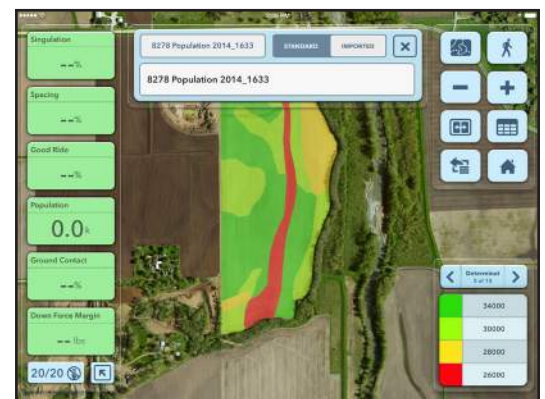 Singulation
--%
Spacing
--%
Good Ride
--%
Population
0.0k
Ground Contact
--%
Down Force Margin
-- lbs
20/20
8278 Population 2014_1633
STANDARD
IMPORTED
8278 Population 2014_1633
Determined
34000
30000
28000
26000